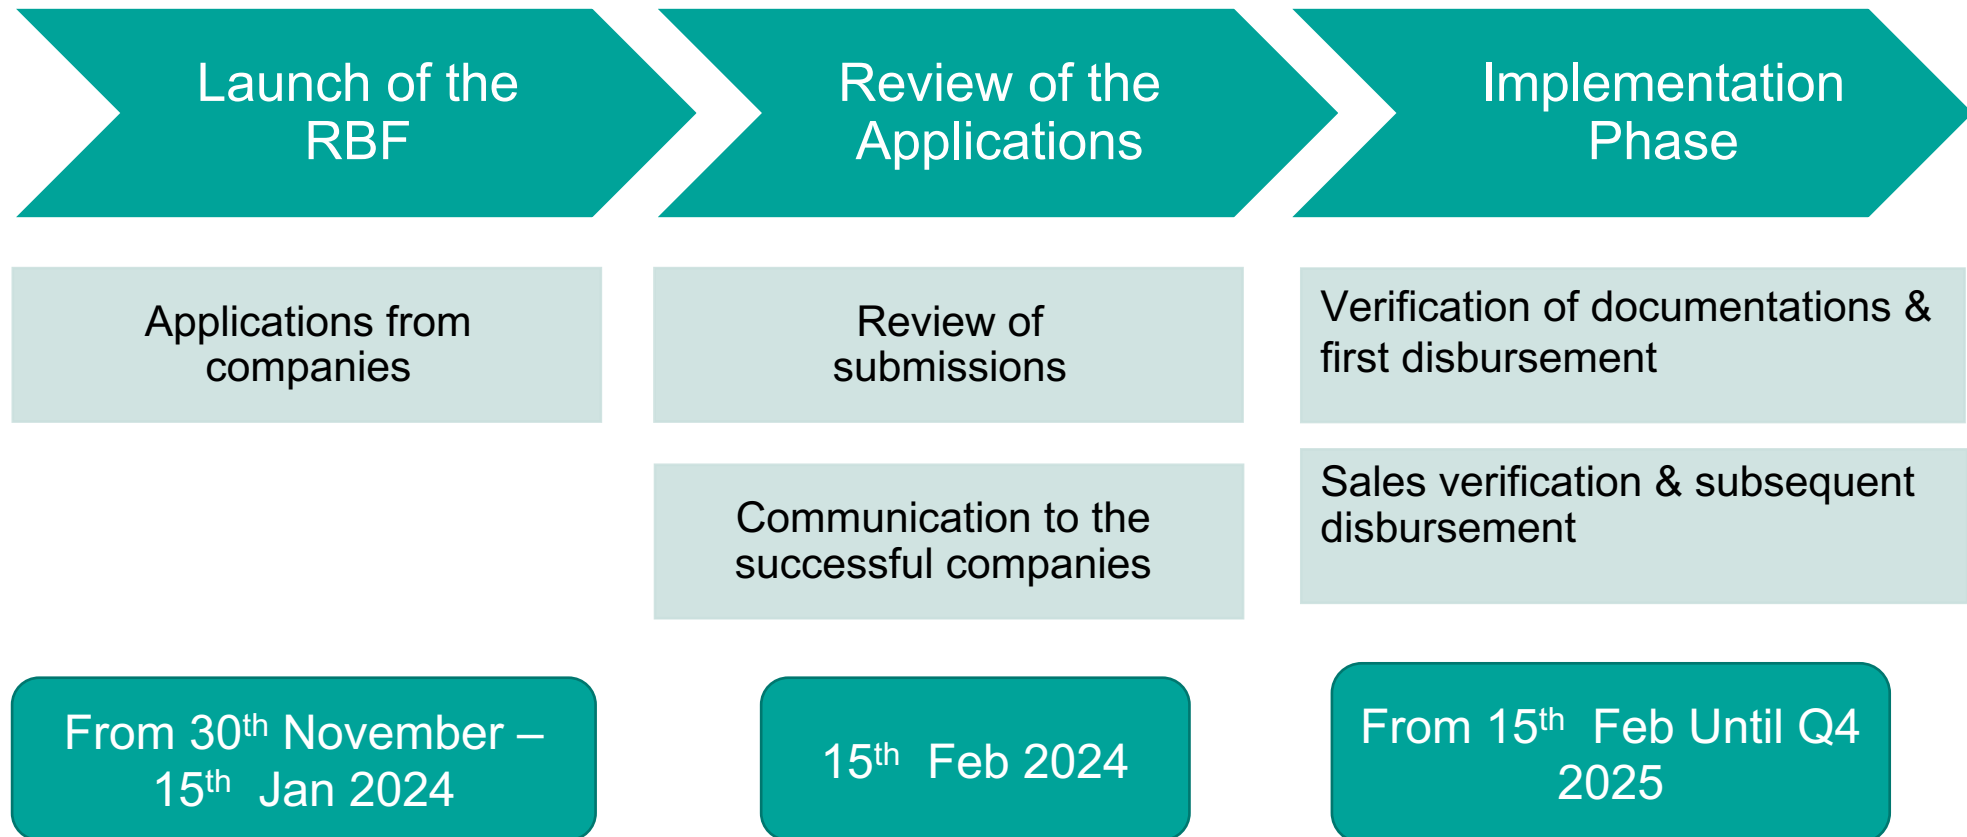 Launch of the
RBF
Review of the
Applications
Implementation
Phase
Applications from
companies
Review of
submissions
Communication to the
successful companies
Verification of documentations &
first disbursement
Sales verification & subsequent
disbursement
From 30th November –
15th Jan 2024
15th Feb 2024
From 15th Feb Until Q4
2025